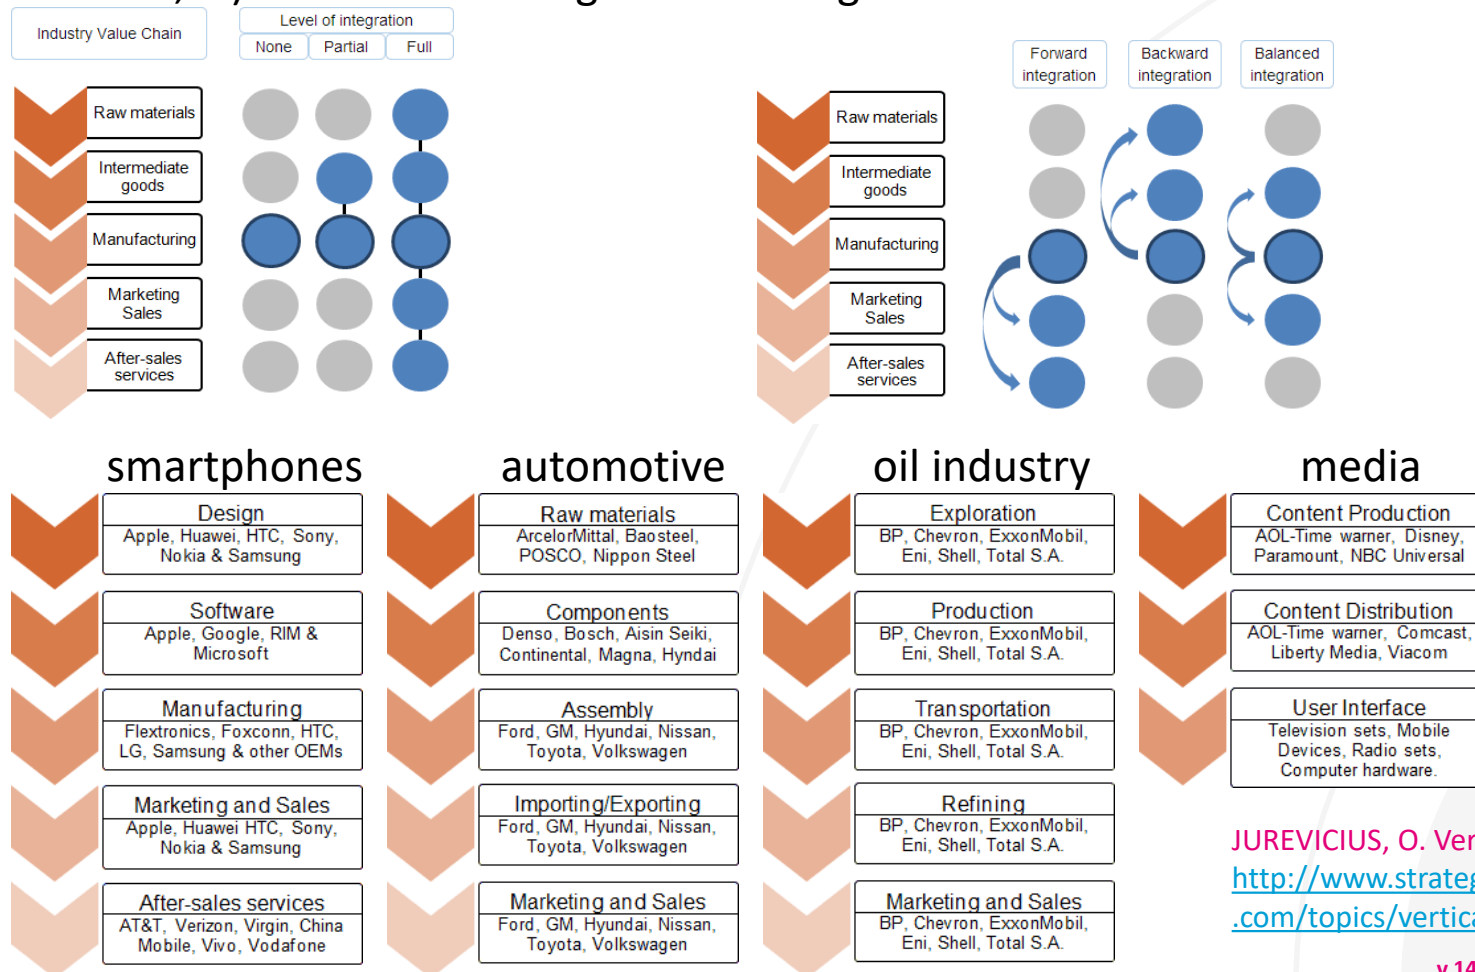 Industry Value Chain
Level of integration
None Partial Full
Raw materials
Intermediate
goods
Manufacturing
Marketing
Sales
After-sales
services
Forward
integration
Backward
integration
Balanced
integration
Raw materials
Intermediate
goods
Manufacturing
Marketing
Sales
After-sales
services
smartphones
Design
Apple, Huawei, HTC, Sony,
Nokia & Samsung
Software
Apple, Google, RIM &
Microsoft
Manufacturing
Flextronics, Foxconn, HTC,
LG, Samsung & other OEMs
Marketing and Sales
Apple, Huawei HTC, Sony,
Nokia & Samsung
After-sales services
AT&T, Verizon, Virgin, China
Mobile, Vivo, Vodafone
automotive
Raw materials
ArcelorMittal, Baosteel,
POSCO, Nippon Steel
Components
Denso, Bosch, Aisin Seiki,
Continental, Magna, Hyndai
Assembly
Ford, GM, Hyundai, Nissan,
Toyota, Volkswagen
Importing/Exporting
Ford, GM, Hyundai, Nissan,
Toyota, Volkswagen
Marketing and Sales
Ford, GM, Hyundai, Nissan,
Toyota, Volkswagen
oil industry
Exploration
BP, Chevron, ExxonMobil,
Eni, Shell, Total S.A.
Production
BP, Chevron, ExxonMobil,
Eni, Shell, Total S.A.
Transportation
BP, Chevron, ExxonMobil,
Eni, Shell, Total S.A.
Refining
BP, Chevron, ExxonMobil,
Eni, Shell, Total S.A.
Marketing and Sales
BP, Chevron, ExxonMobil,
Eni, Shell, Total S.A.
media
Content Production
AOL-Time warner, Disney,
Paramount, NBC Universal
Content Distribution
AOL-Time warner, Comcast,
Liberty Media, Viacom
User Interface
Television sets, Mobile
Devices, Radio sets,
Computer hardware.
JUREVICIUS, O. Ver
http://www.strateg
.com/topics/vertica
v 14